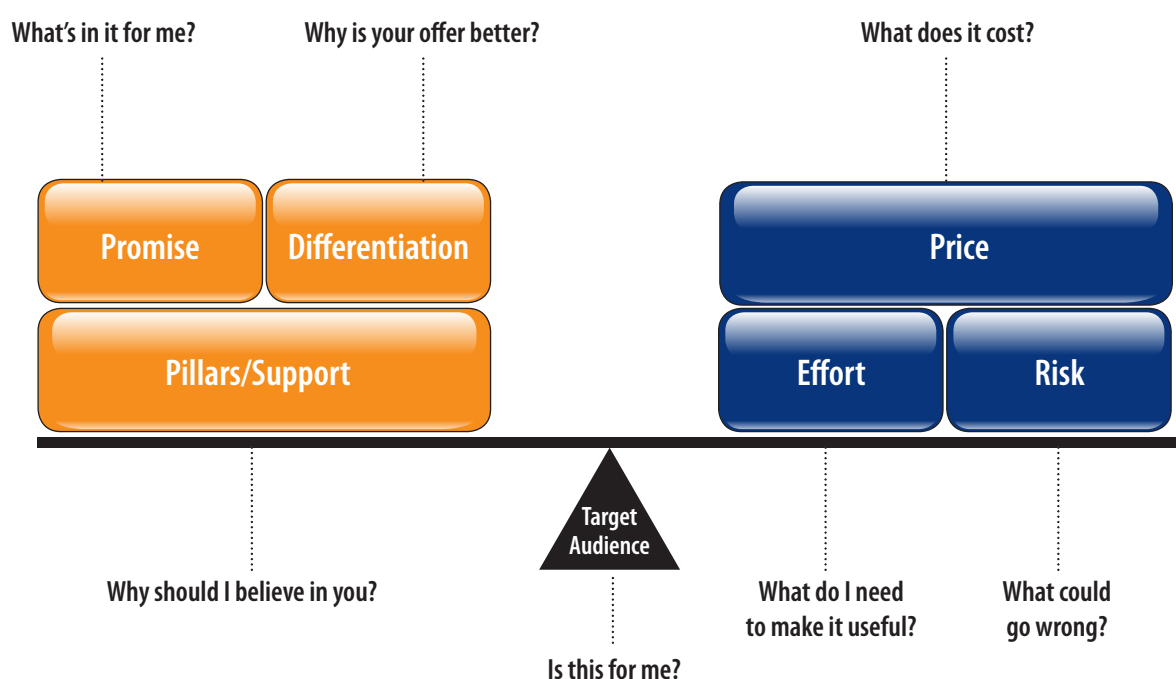 What’s in it for me?
Why is your offer better?
What does it cost?
Promise
Differentiation
Price
Pillars/Support
Effort
Risk
Target
Audience
Why should I believe in you?
What do I need
to make it useful?
What could
go wrong?
Is this for me?